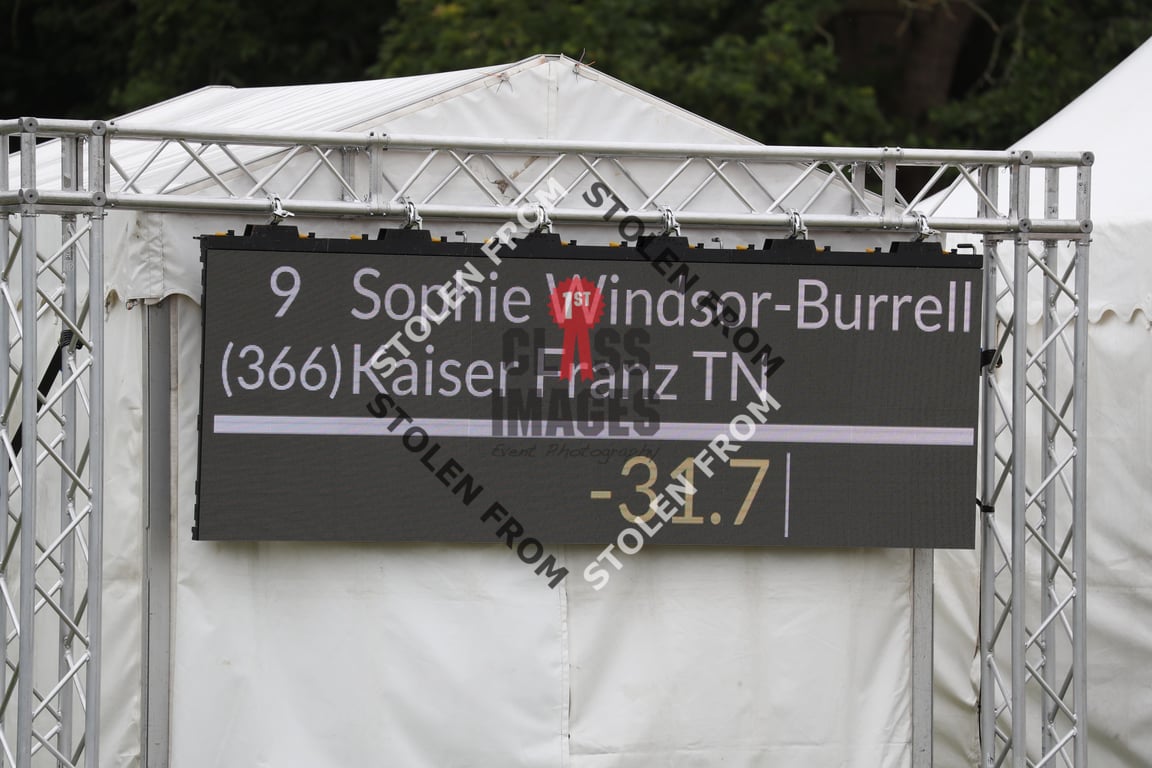 9 Sophie Windsor-Burrell
(366) Kaiser Franz TN
-31.7
1ST
CLASS
IMAGES
Event Photography
STOLEN FROM
STOLEN FROM
STOLEN FROM
STOLEN FROM